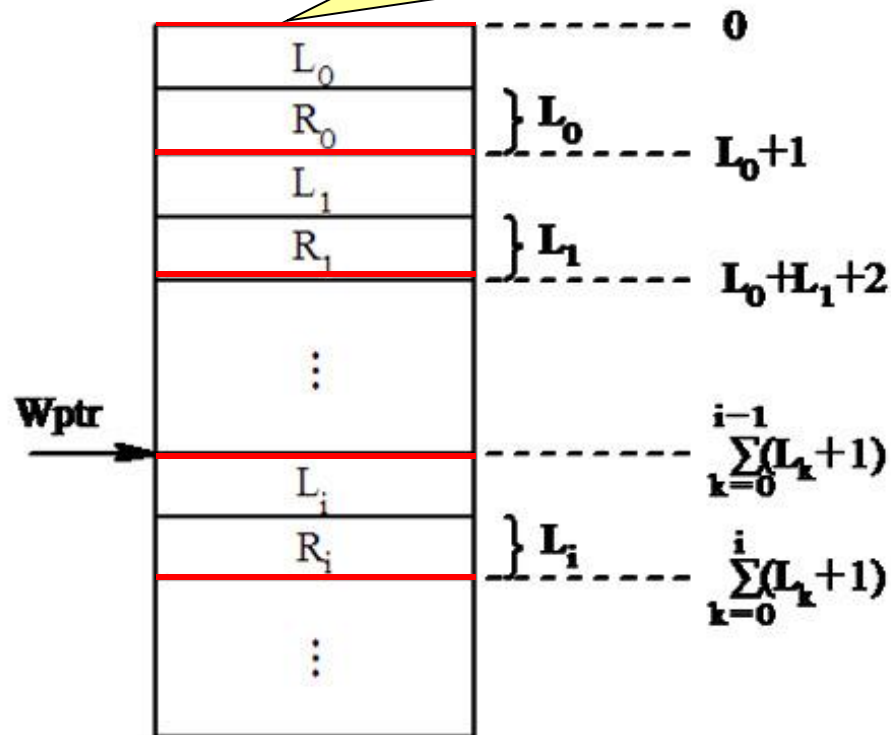 0
L₀
R₀ } L₀
L₀+1
L₁
R₁ } L₁
L₀+L₁+2
⋮
Wptr
i−1
∑(Lₖ+1)
k=0
Lᵢ
Rᵢ } Lᵢ
i
∑(Lₖ+1)
k=0
⋮